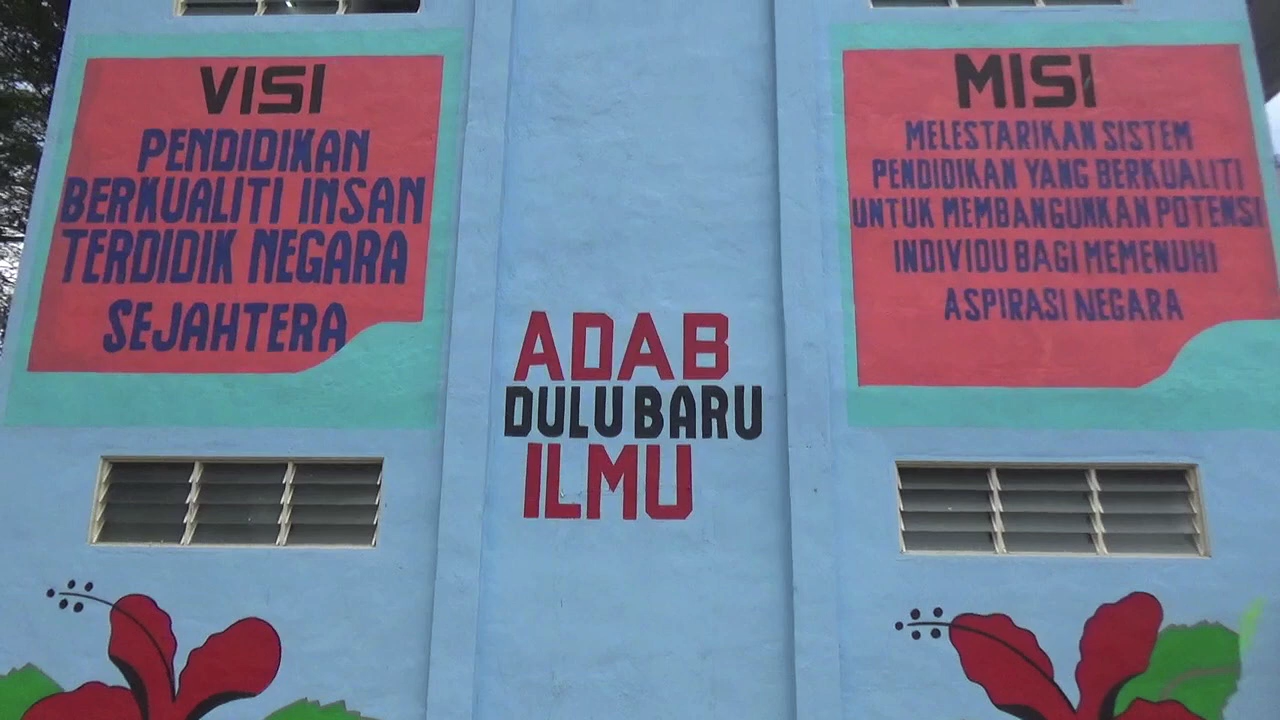 VISI
PENDIDIKAN
BERKUALITI INSAN
TERDIDIK NEGARA
SEJAHTERA
ADAB
DULU BARU
ILMU
MISI
MELESTARIKAN SISTEM
PENDIDIKAN YANG BERKUALITI
UNTUK MEMBANGUNKAN POTENSI
INDIVIDU BAGI MEMENUHI
ASPIRASI NEGARA